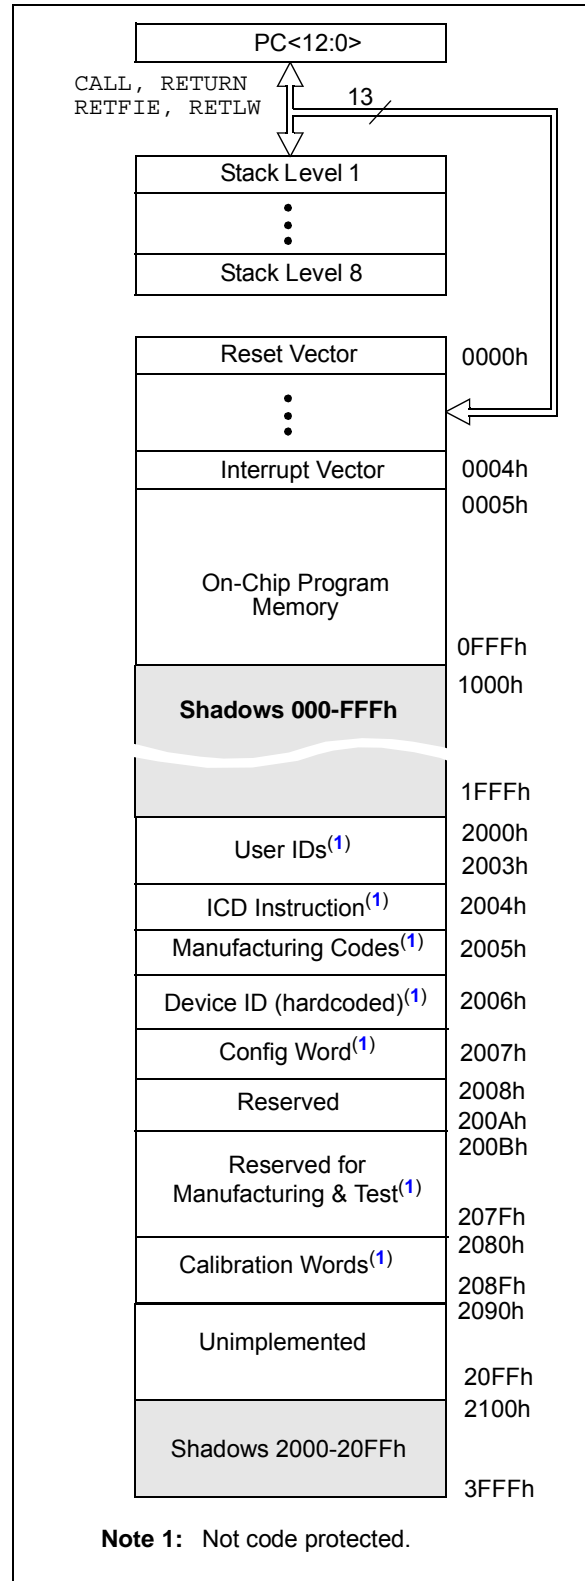 PC<12:0>
CALL, RETURN
RETFIE, RETLW
13
Stack Level 1
Stack Level 8
Reset Vector
0000h
Interrupt Vector
0004h
0005h
On-Chip Program
Memory
0FFFh
1000h
Shadows 000-FFFh
1FFFh
2000h
User IDs(1)
2003h
ICD Instruction(1)
2004h
Manufacturing Codes(1)
2005h
Device ID (hardcoded)(1)
2006h
Config Word(1)
2007h
2008h
Reserved
200Ah
200Bh
Reserved for
Manufacturing & Test(1)
207Fh
2080h
Calibration Words(1)
208Fh
2090h
Unimplemented
20FFh
2100h
Shadows 2000-20FFh
3FFFh
Note 1: Not code protected.